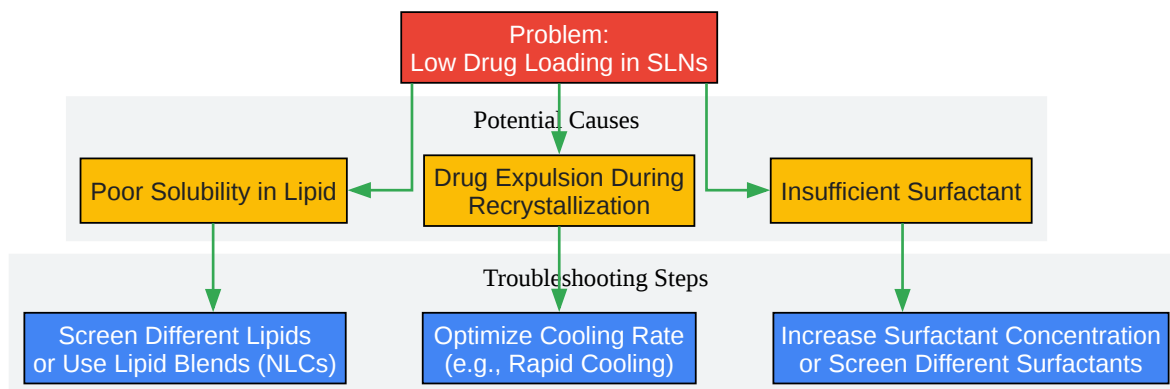 Problem:
Low Drug Loading in SLNs
Potential Causes
Poor Solubility in Lipid
Drug Expulsion During
Recrystallization
Insufficient Surfactant
Troubleshooting Steps
Screen Different Lipids
or Use Lipid Blends (NLCs)
Optimize Cooling Rate
(e.g., Rapid Cooling)
Increase Surfactant Concentration
or Screen Different Surfactants